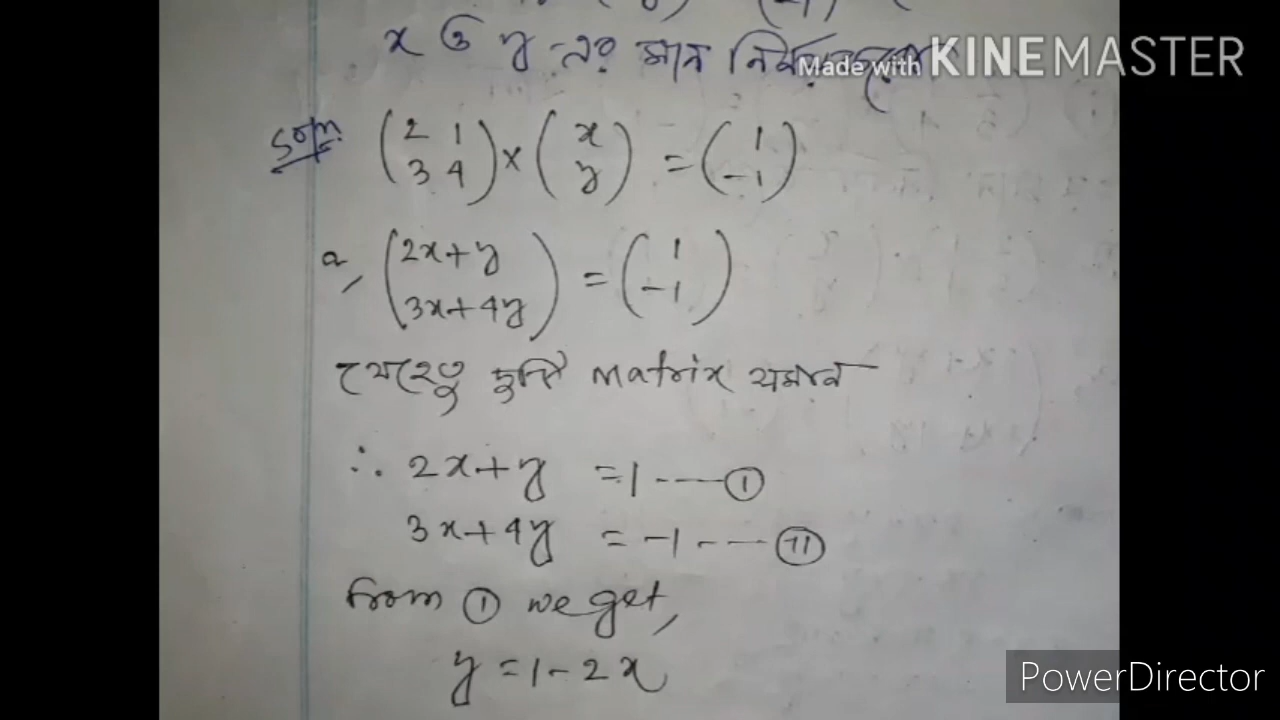 x ও y -এর মান নির্ণয় করো
Made with KINEMASTER
Soln. (2 1 3 4) × (x y) = (1 -1)
a, (2x+y 3x+4y) = (1 -1)
যেহেতু দুটি matrix সমান
∴ 2x+y = 1 ---- (I)
3x+4y = -1 ---- (II)
from (I) we get,
y = 1-2x
PowerDirector